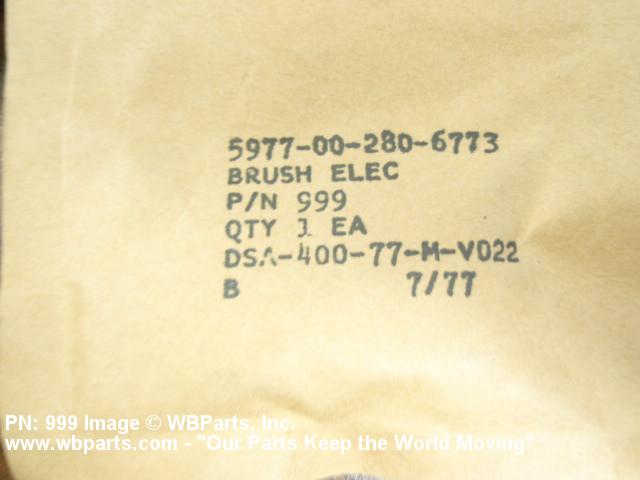 5977-00-280-6773
BRUSH ELEC
P/N 999
QTY 1 EA
DSA-400-77-M-V022
B 7/77
PN: 999 Image © WBParts, Inc.
www.wbparts.com - "Our Parts Keep the World Moving"